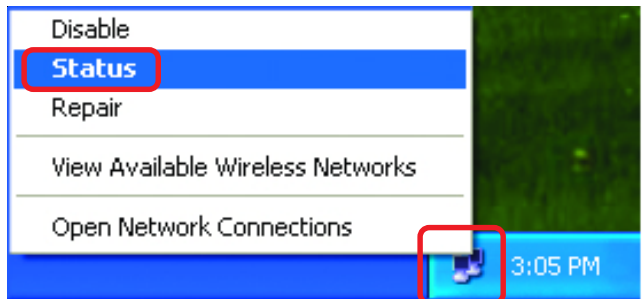 Disable
Status
Repair
View Available Wireless Networks
Open Network Connections
3:05 PM